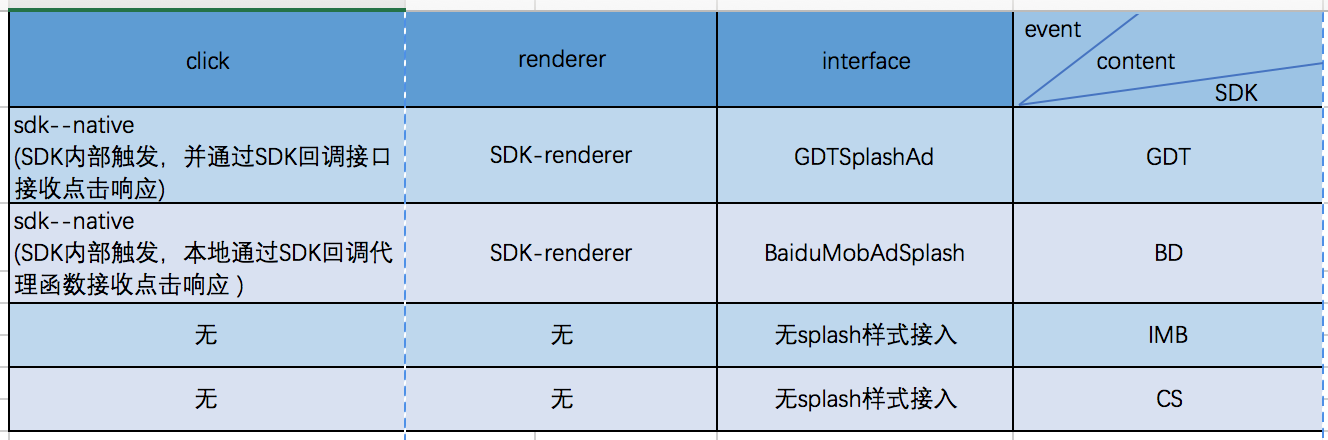 click
renderer
interface
event
content
SDK
sdk--native
(SDK内部触发，并通过SDK回调接口
接收点击响应)
SDK-renderer
GDTSplashAd
GDT
sdk--native
(SDK内部触发，本地通过SDK回调代
理函数接收点击响应 )
SDK-renderer
BaiduMobAdSplash
BD
无
无
无splash样式接入
IMB
无
无
无splash样式接入
CS